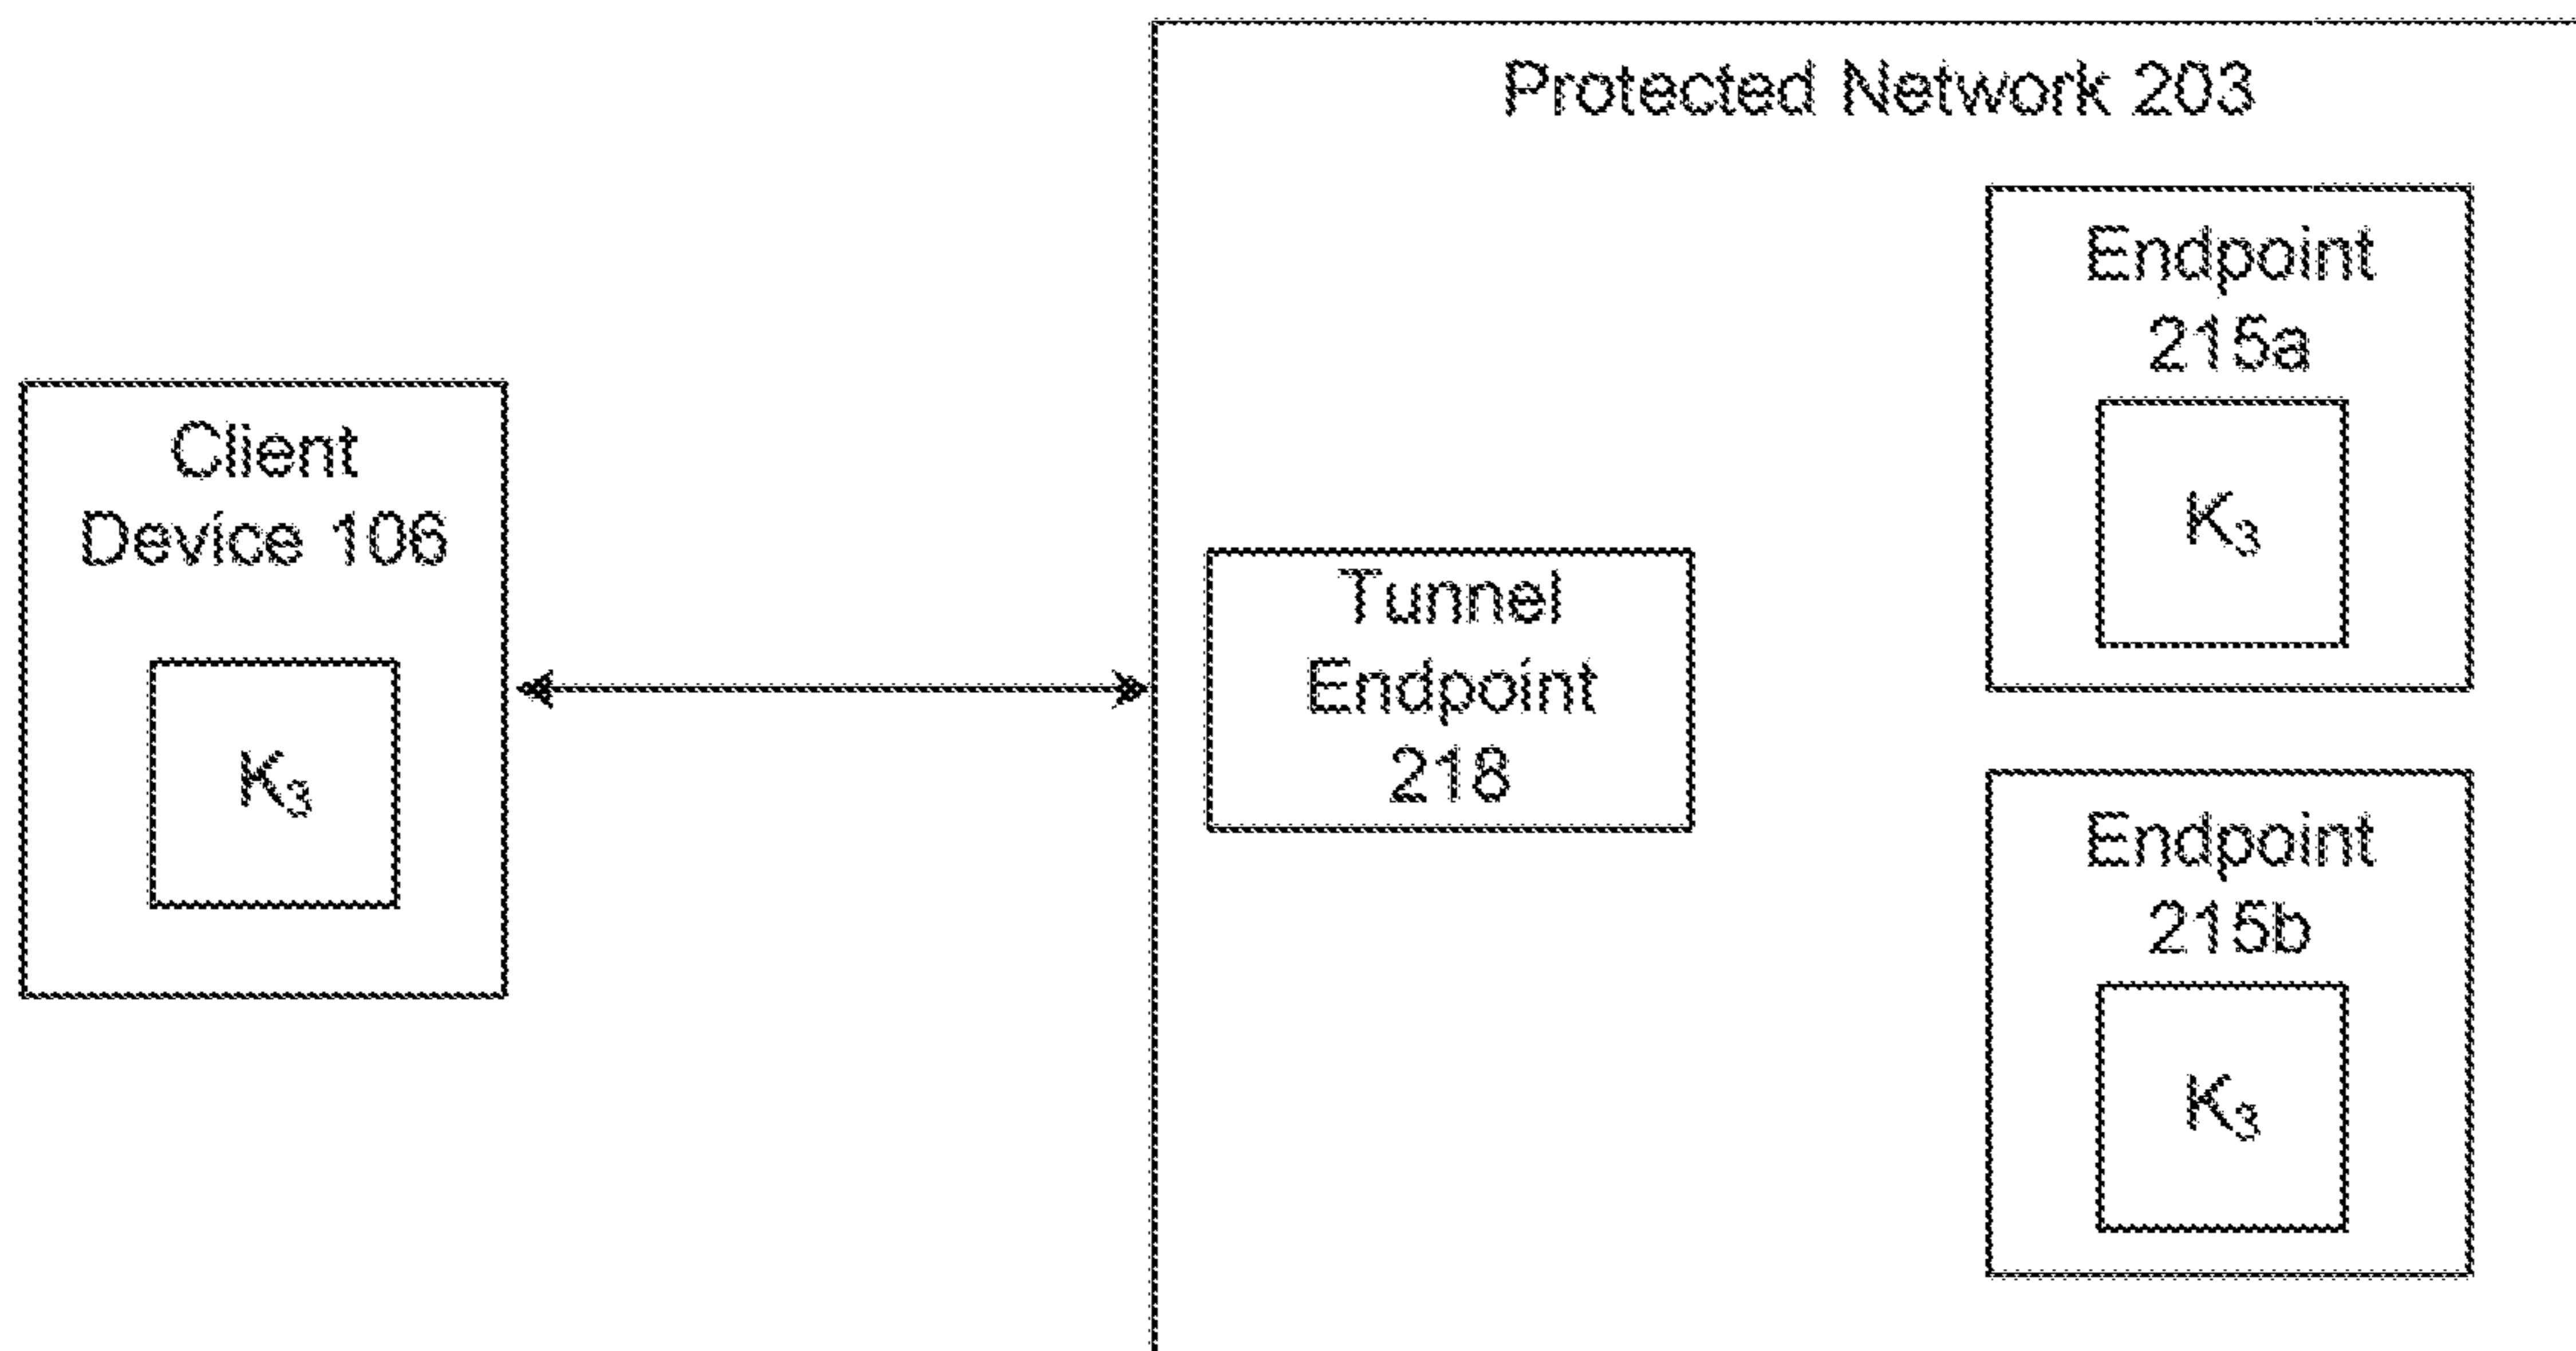 Protected Network 203
Client
Device 106
K₃
Tunnel
Endpoint
218
Endpoint
215a
K₃
Endpoint
215b
K₃